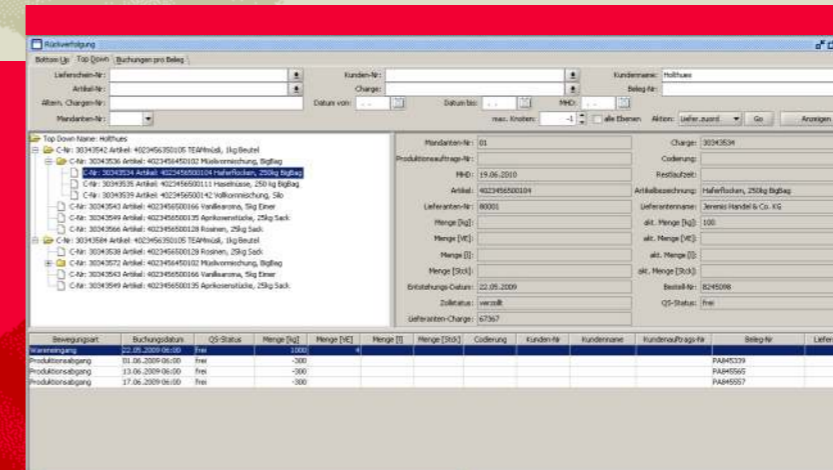 Rückverfolgung
Bottom Up Top Down Buchungen pro Beleg
Lieferschein-Nr: Kunden-Nr: Kundenname: Holthues
Artikel-Nr: Charge: Beleg-Nr:
Altern. Chargen-Nr: Datum von: Datum bis: MHD:
Mandanten-Nr: max. Knoten: -1 alle Ebenen Aktion: Liefer.zuord. Go Anzeigen
Top Down Name: Holthues
C-Nr: 30343542 Artikel: 4023456350105 TEAMmüsli, 1kg Beutel
C-Nr: 30343536 Artikel: 4023456450102 Müslivormischung, BigBag
C-Nr: 30343534 Artikel: 4023456500104 Haferflocken, 250kg BigBag
C-Nr: 30343535 Artikel: 4023456500111 Haselnüsse, 250 kg BigBag
C-Nr: 30343539 Artikel: 4023456500142 Vollkornmischung, Silo
C-Nr: 30343543 Artikel: 4023456500166 Vanillearoma, 5kg Eimer
C-Nr: 30343549 Artikel: 4023456500135 Aprikosenstücke, 25kg Sack
C-Nr: 30343566 Artikel: 4023456500128 Rosinen, 25kg Sack
C-Nr: 30343584 Artikel: 4023456350105 TEAMmüsli, 1kg Beutel
C-Nr: 30343538 Artikel: 4023456500128 Rosinen, 25kg Sack
C-Nr: 30343572 Artikel: 4023456450102 Müslivormischung, BigBag
C-Nr: 30343543 Artikel: 4023456500166 Vanillearoma, 5kg Eimer
C-Nr: 30343549 Artikel: 4023456500135 Aprikosenstücke, 25kg Sack
Mandanten-Nr: 01 Charge: 30343534
Produktionsauftrags-Nr: Codierung:
MHD: 19.06.2010 Restlaufzeit:
Artikel: 4023456500104 Artikelbezeichnung: Haferflocken, 250kg BigBag
Lieferanten-Nr: 80001 Lieferantenname: Jerenis Handel & Co. KG
Menge [kg]: akt. Menge [kg]: 100
Menge [VE]: akt. Menge [VE]:
Menge [l]: akt. Menge [l]:
Menge [Stck]: akt. Menge [Stck]:
Entstehungs-Datum: 22.05.2009 Bestell-Nr: 8245098
Zollstatus: verzollt QS-Status: frei
Lieferanten-Charge: 67367
Bewegungsart Buchungsdatum QS-Status Menge [kg] Menge [VE] Menge [l] Menge [Stck] Codierung Kunden-Nr Kundenname Kundenauftrags-Nr Beleg-Nr Liefers
Wareneingang 22.05.2009 06:00 frei 1000 4
Produktionsabgang 01.06.2009 06:00 frei -300 PA845339
Produktionsabgang 13.06.2009 06:00 frei -300 PA845565
Produktionsabgang 17.06.2009 06:00 frei -300 PA845557